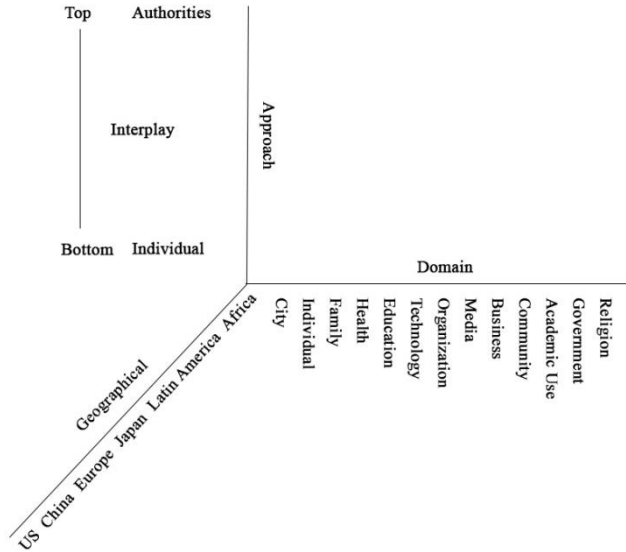 Top Authorities
Approach
Interplay
Bottom Individual
Domain
City
Individual
Family
Health
Education
Technology
Organization
Media
Business
Community
Academic Use
Government
Religion
Geographical
US China Europe Japan Latin America Africa